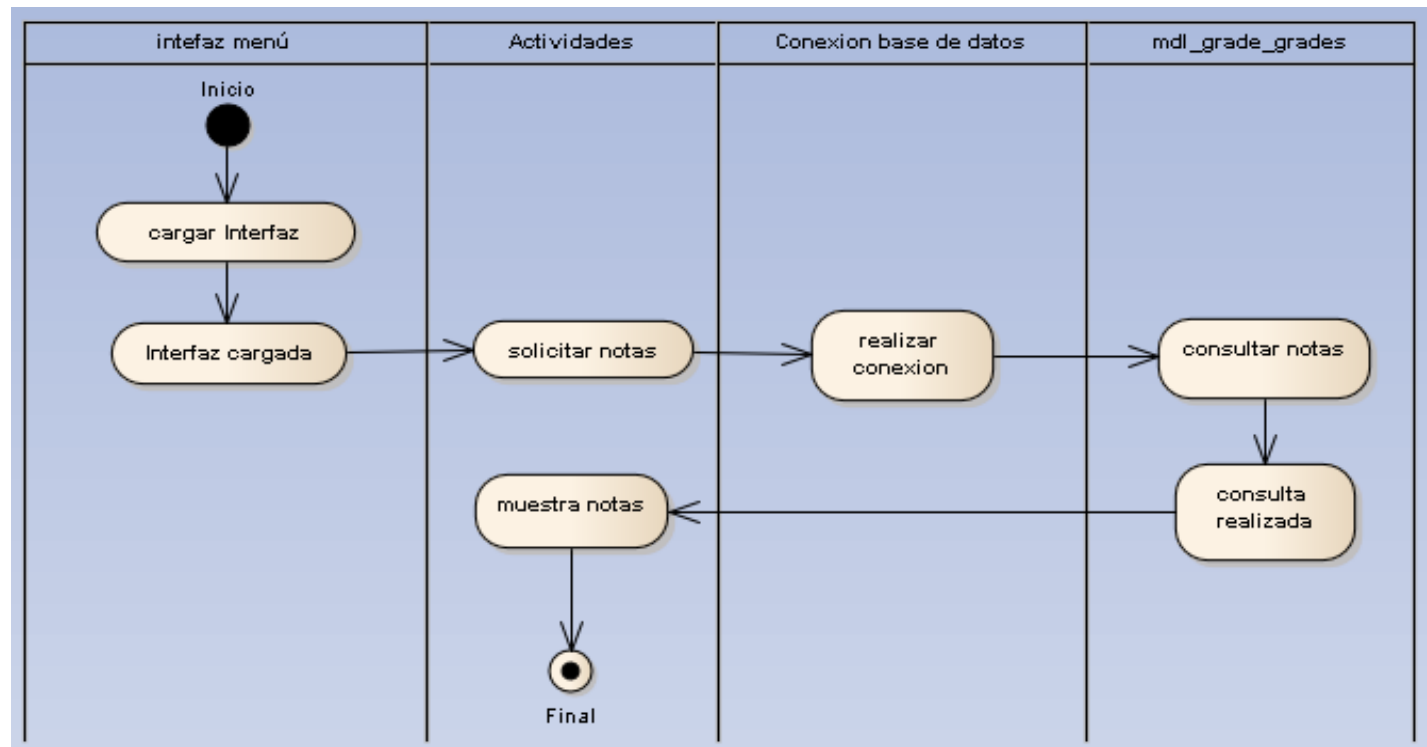 intefaz menú
Actividades
Conexion base de datos
mdl_grade_grades
Inicio
cargar Interfaz
Interfaz cargada
solicitar notas
realizar
conexion
consultar notas
muestra notas
consulta
realizada
Final